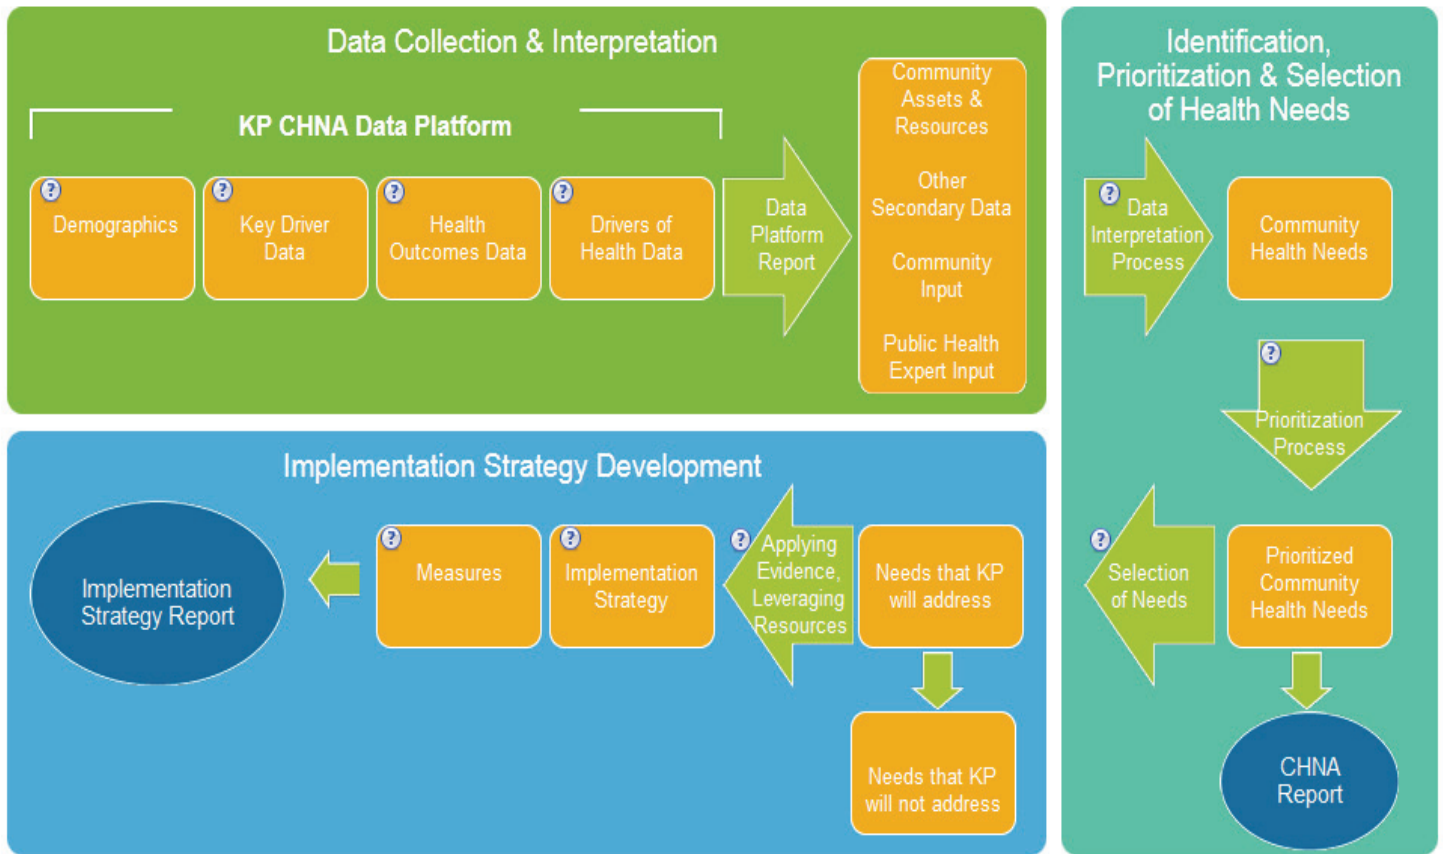 Data Collection & Interpretation
KP CHNA Data Platform
?
Demographics
?
Key Driver
Data
?
Health
Outcomes Data
?
Drivers of
Health Data
Data
Platform
Report
Community
Assets &
Resources
Other
Secondary Data
Community
Input
Public Health
Expert Input
Identification,
Prioritization & Selection
of Health Needs
?
Data
Interpretation
Process
Community
Health Needs
?
Prioritization
Process
Prioritized
Community
Health Needs
CHNA
Report
?
Selection
of Needs
Implementation Strategy Development
Needs that KP
will address
Needs that KP
will not address
?
Applying
Evidence,
Leveraging
Resources
?
Implementation
Strategy
?
Measures
Implementation
Strategy Report